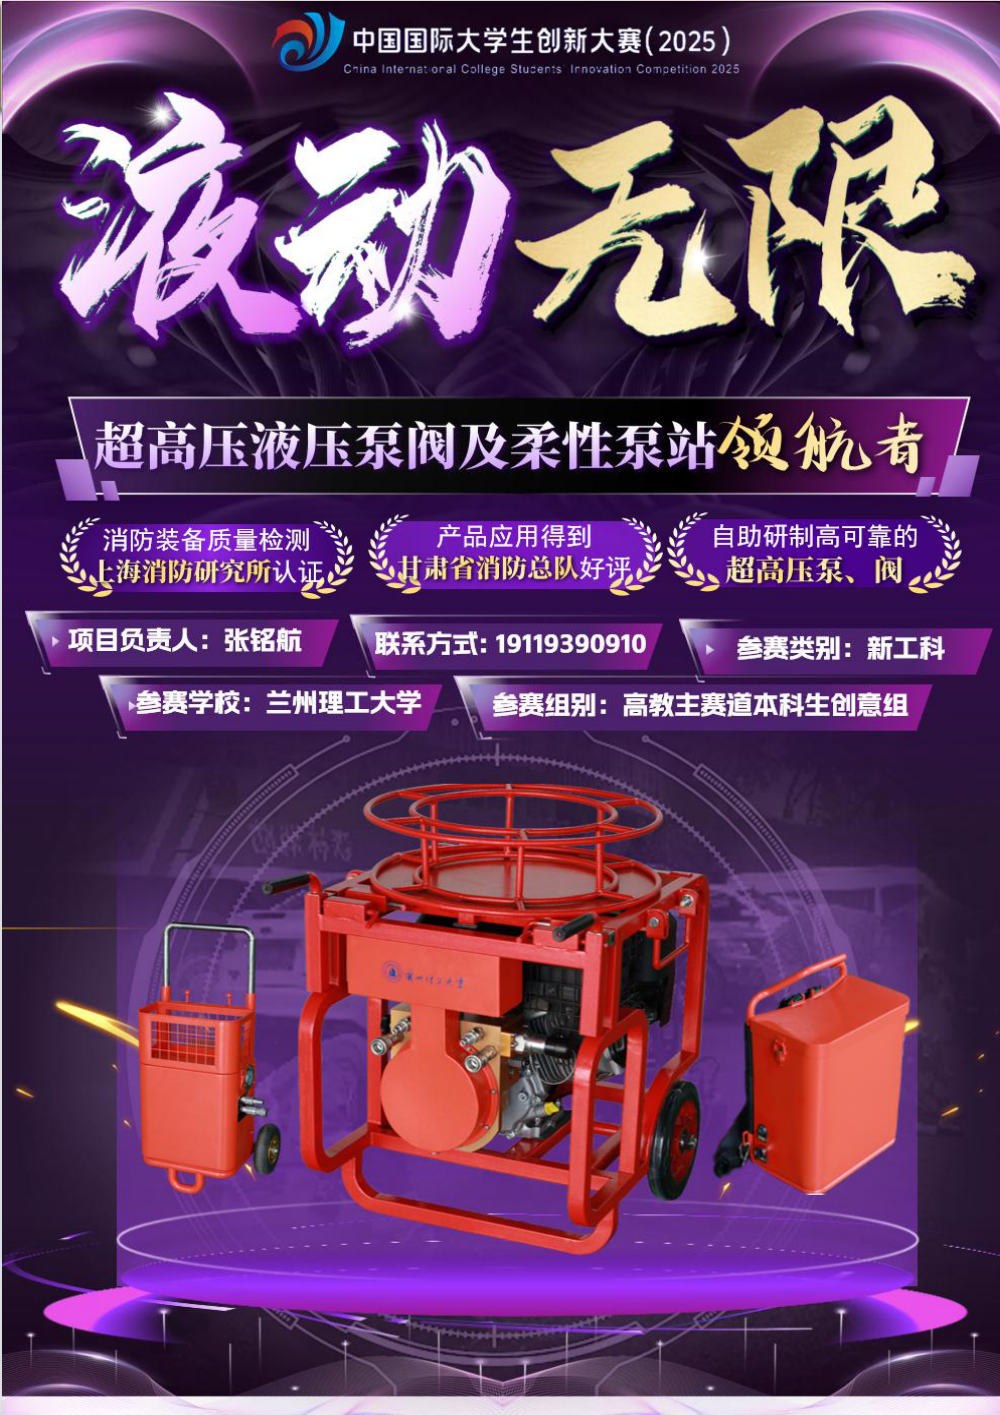 中国国际大学生创新大赛(2025)
China International College Students' Innovation Competition 2025
液动无限
超高压液压泵阀及柔性泵站领航者
消防装备质量检测
上海消防研究所认证
产品应用得到
甘肃省消防总队好评
自助研制高可靠的
超高压泵、阀
项目负责人：张铭航
联系方式: 19119390910
参赛类别：新工科
参赛学校：兰州理工大学
参赛组别：高教主赛道本科生创意组
兰州理工大学